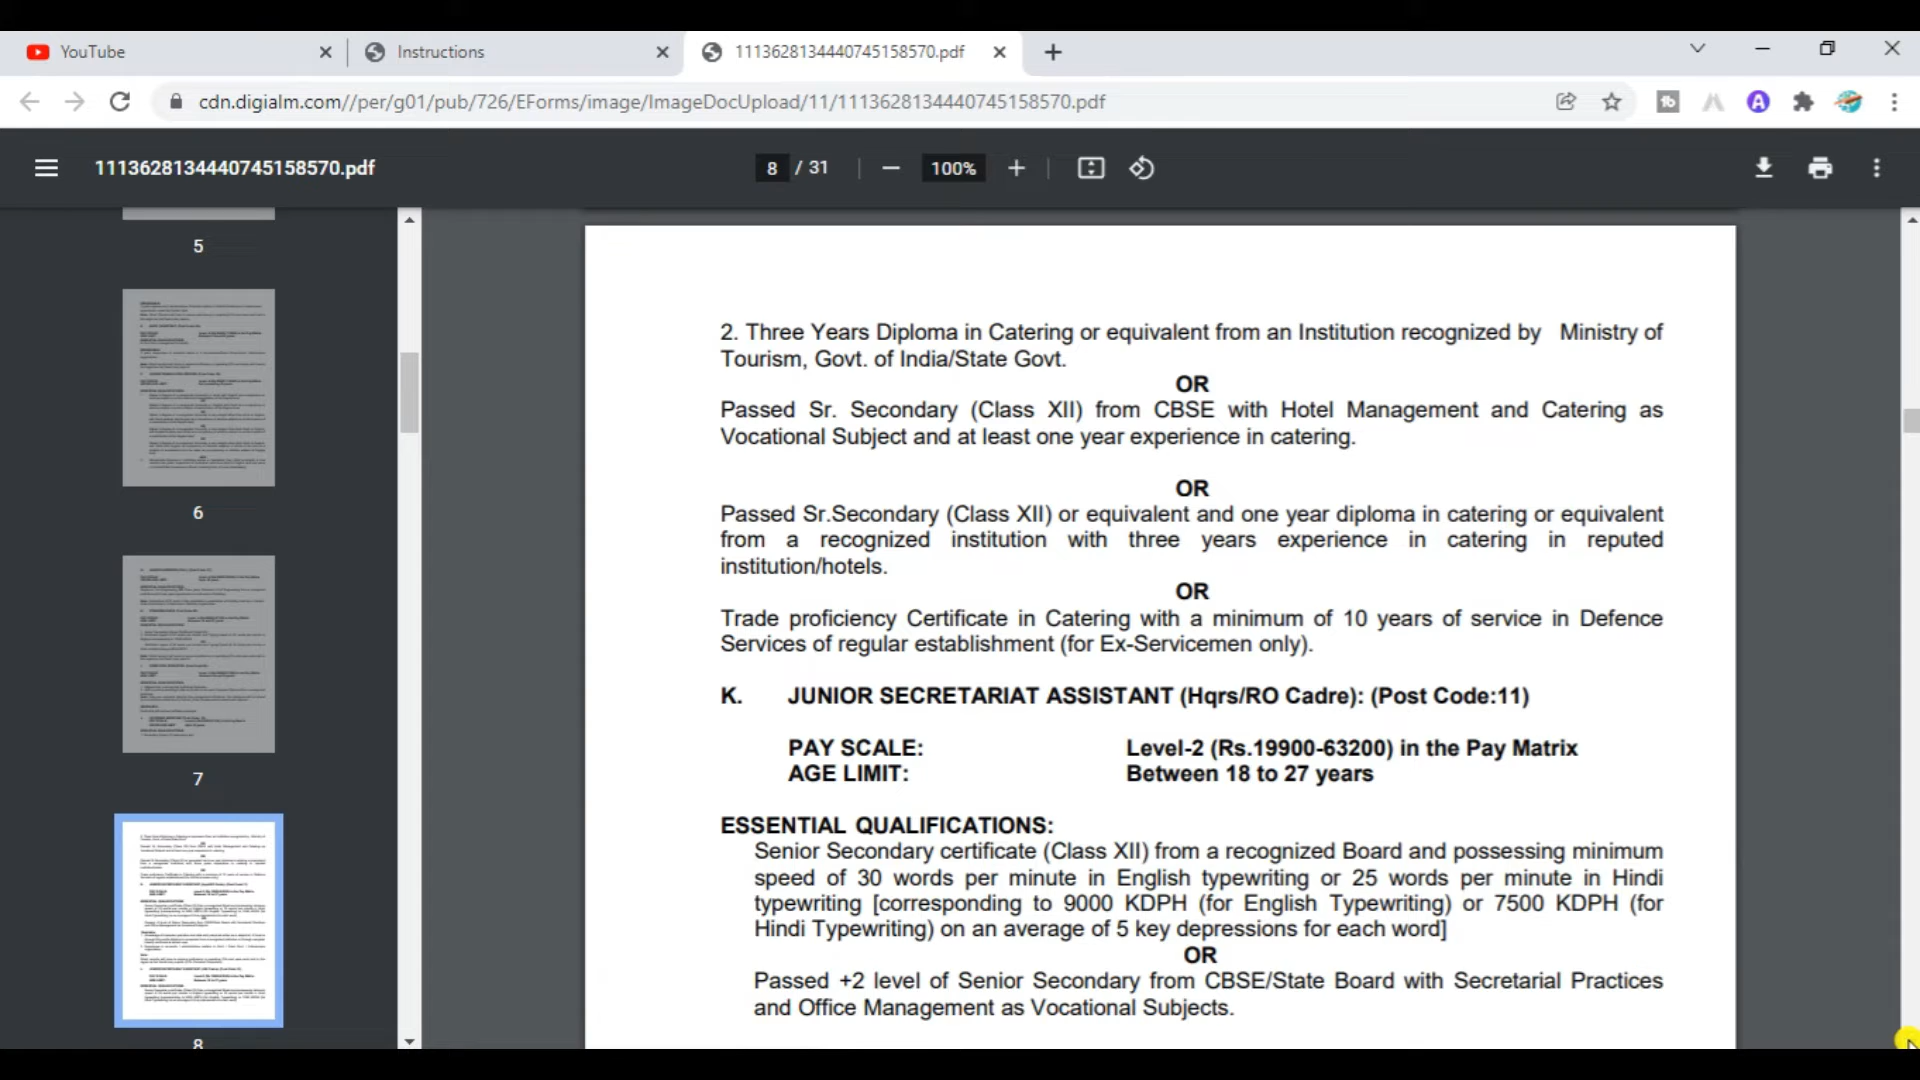 YouTube
Instructions
1113628134440745158570.pdf
cdn.digialm.com//per/g01/pub/726/EForms/image/ImageDocUpload/11/1113628134440745158570.pdf
1113628134440745158570.pdf
8 / 31
100%
5
6
7
8
2. Three Years Diploma in Catering or equivalent from an Institution recognized by Ministry of
Tourism, Govt. of India/State Govt.
OR
Passed Sr. Secondary (Class XII) from CBSE with Hotel Management and Catering as
Vocational Subject and at least one year experience in catering.
OR
Passed Sr.Secondary (Class XII) or equivalent and one year diploma in catering or equivalent
from a recognized institution with three years experience in catering in reputed
institution/hotels.
OR
Trade proficiency Certificate in Catering with a minimum of 10 years of service in Defence
Services of regular establishment (for Ex-Servicemen only).
K. JUNIOR SECRETARIAT ASSISTANT (Hqrs/RO Cadre): (Post Code:11)
PAY SCALE: Level-2 (Rs.19900-63200) in the Pay Matrix
AGE LIMIT: Between 18 to 27 years
ESSENTIAL QUALIFICATIONS:
Senior Secondary certificate (Class XII) from a recognized Board and possessing minimum
speed of 30 words per minute in English typewriting or 25 words per minute in Hindi
typewriting [corresponding to 9000 KDPH (for English Typewriting) or 7500 KDPH (for
Hindi Typewriting) on an average of 5 key depressions for each word]
OR
Passed +2 level of Senior Secondary from CBSE/State Board with Secretarial Practices
and Office Management as Vocational Subjects.